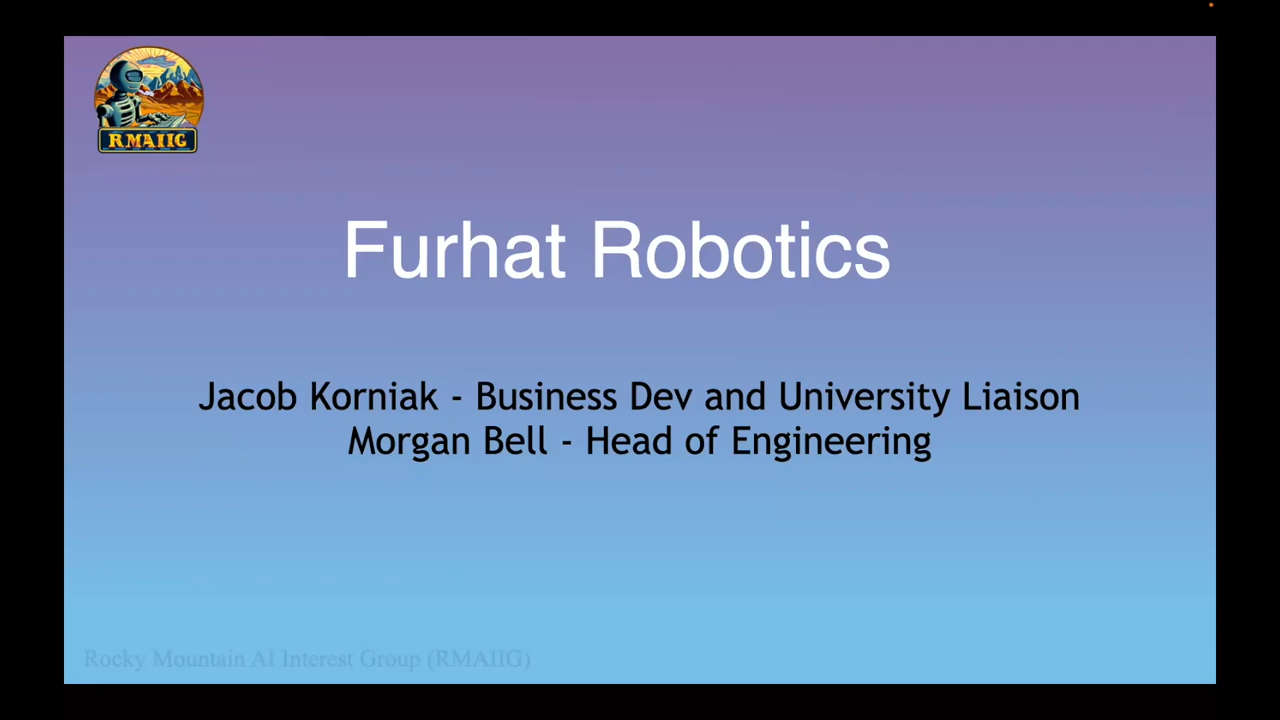 RMAIIG
Furhat Robotics
Jacob Korniak - Business Dev and University Liaison
Morgan Bell - Head of Engineering
Rocky Mountain AI Interest Group (RMAIIG)